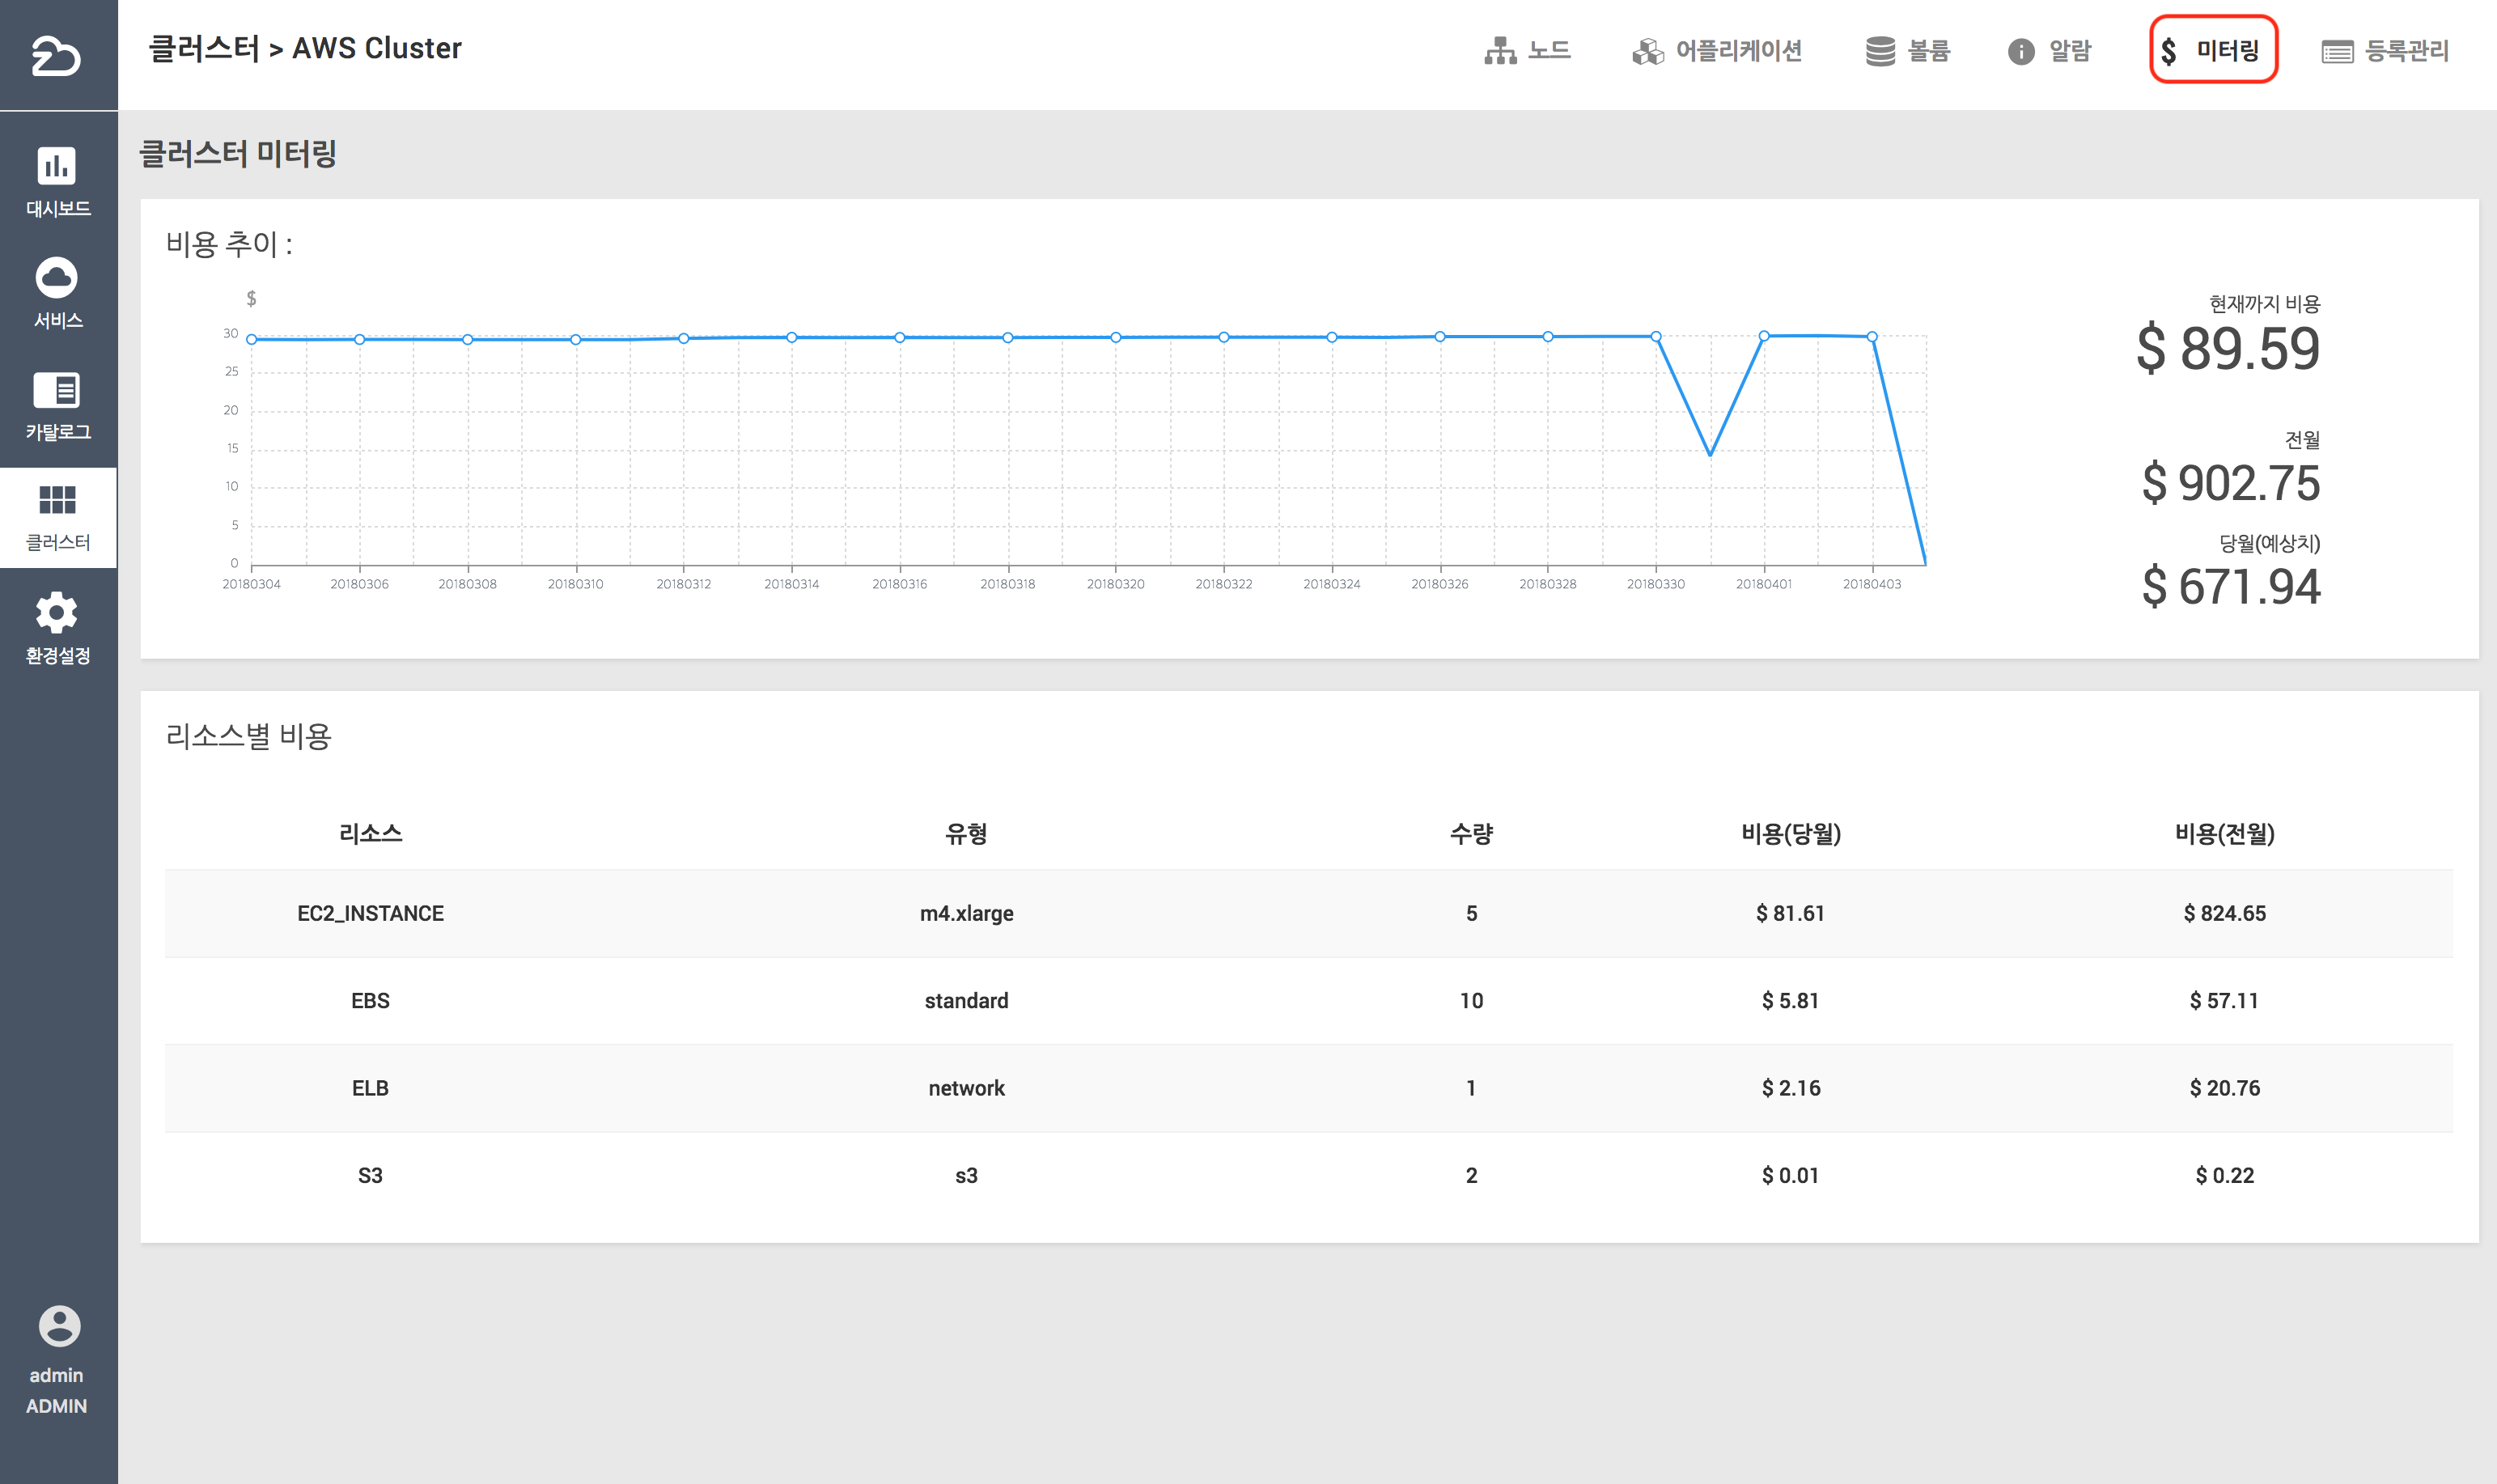 클러스터 > AWS Cluster
노드
어플리케이션
볼륨
알람
$ 미터링
등록관리
대시보드
서비스
카탈로그
클러스터
환경설정
admin
ADMIN
클러스터 미터링
비용 추이 :
$
30
25
20
15
10
5
0
20180304 20180306 20180308 20180310 20180312 20180314 20180316 20180318 20180320 20180322 20180324 20180326 20180328 20180330 20180401 20180403
현재까지 비용
$ 89.59
전월
$ 902.75
당월(예상치)
$ 671.94
리소스별 비용
리소스 유형 수량 비용(당월) 비용(전월)
EC2_INSTANCE m4.xlarge 5 $ 81.61 $ 824.65
EBS standard 10 $ 5.81 $ 57.11
ELB network 1 $ 2.16 $ 20.76
S3 s3 2 $ 0.01 $ 0.22